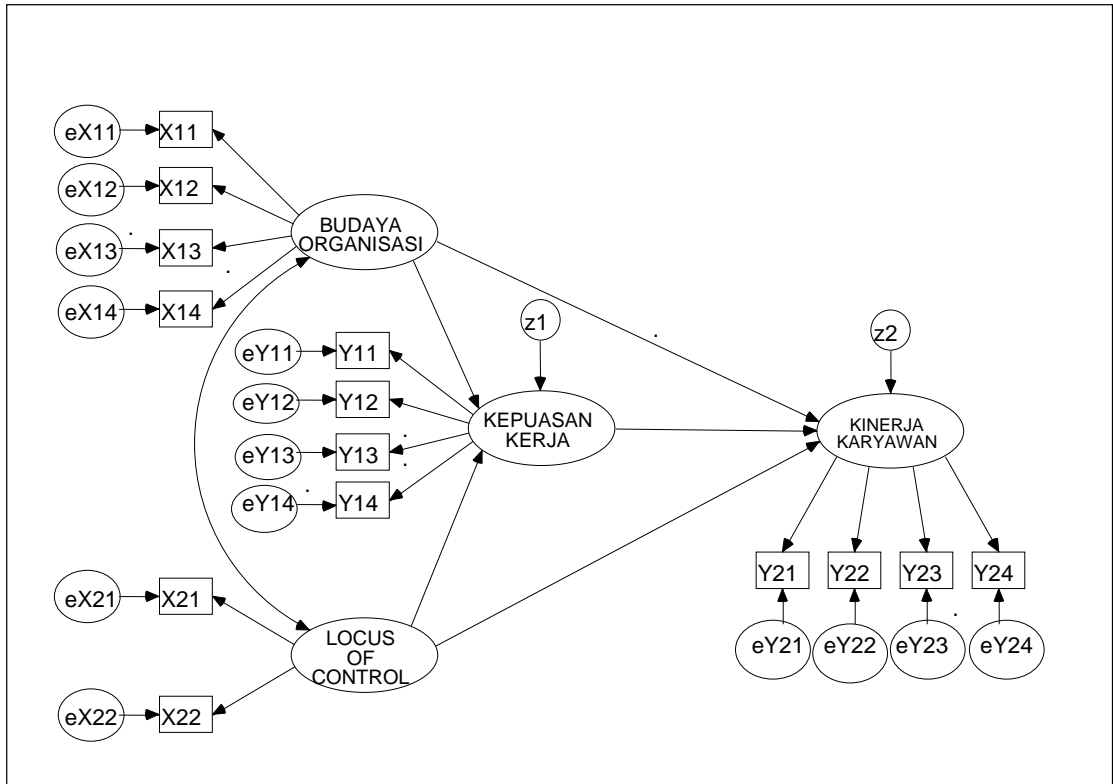 eX11
X11
eX12
X12
eX13
X13
eX14
X14
BUDAYA
ORGANISASI
z1
z2
eY11
Y11
eY12
Y12
eY13
Y13
eY14
Y14
KEPUASAN
KERJA
KINERJA
KARYAWAN
Y21
Y22
Y23
Y24
eY21
eY22
eY23
eY24
eX21
X21
eX22
X22
LOCUS
OF
CONTROL